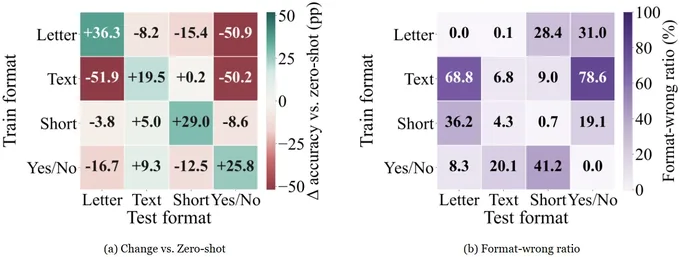 Train format
Letter +36.3 -8.2 -15.4 -50.9
Text -51.9 +19.5 +0.2 -50.2
Short -3.8 +5.0 +29.0 -8.6
Yes/No -16.7 +9.3 -12.5 +25.8
Letter Text Short Yes/No
Test format
50
25
0
−25
−50
Δ accuracy vs. zero-shot (pp)
(a) Change vs. Zero-shot
Train format
Letter 0.0 0.1 28.4 31.0
Text 68.8 6.8 9.0 78.6
Short 36.2 4.3 0.7 19.1
Yes/No 8.3 20.1 41.2 0.0
Letter Text Short Yes/No
Test format
100
80
60
40
20
0
Format-wrong ratio (%)
(b) Format-wrong ratio